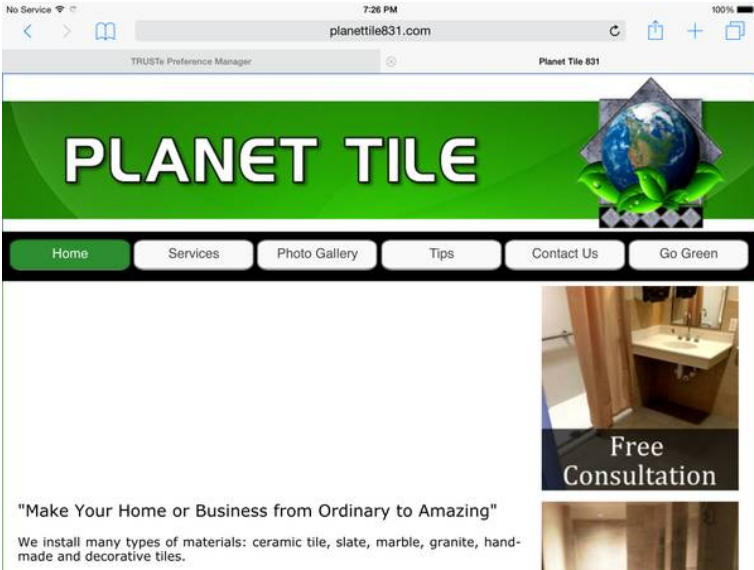 No Service 7:26 PM 100%
planettile831.com
TRUSTe Preference Manager Planet Tile 831
PLANET TILE
Home Services Photo Gallery Tips Contact Us Go Green
Free
Consultation
"Make Your Home or Business from Ordinary to Amazing"
We install many types of materials: ceramic tile, slate, marble, granite, hand-
made and decorative tiles.